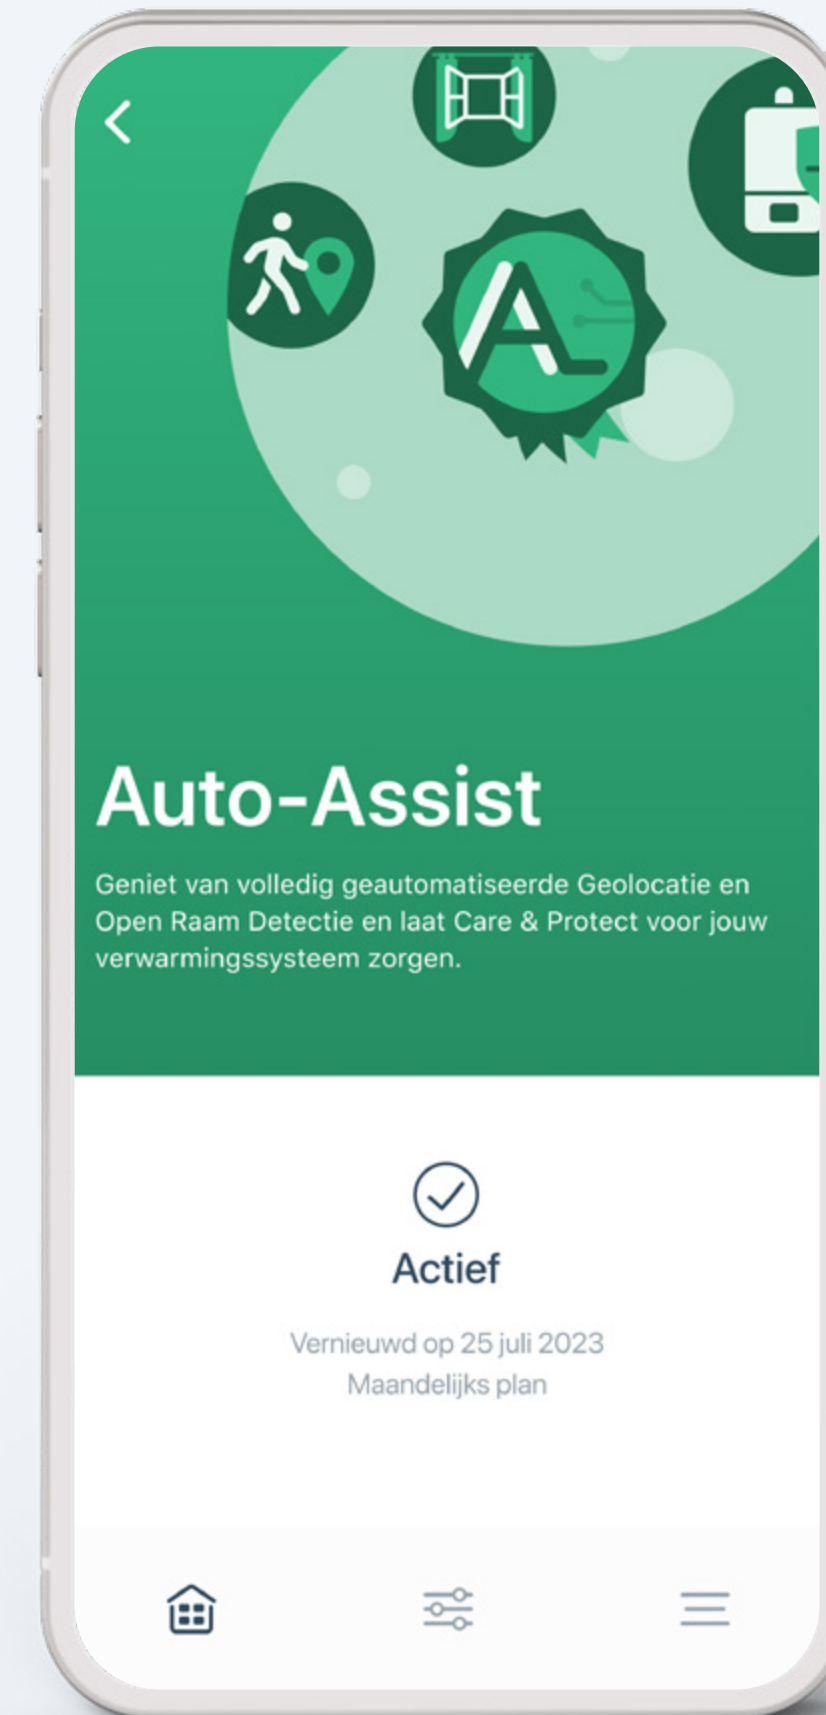 Auto-Assist
Geniet van volledig geautomatiseerde Geolocatie en
Open Raam Detectie en laat Care & Protect voor jouw
verwarmingssysteem zorgen.
Actief
Vernieuwd op 25 juli 2023
Maandelijks plan